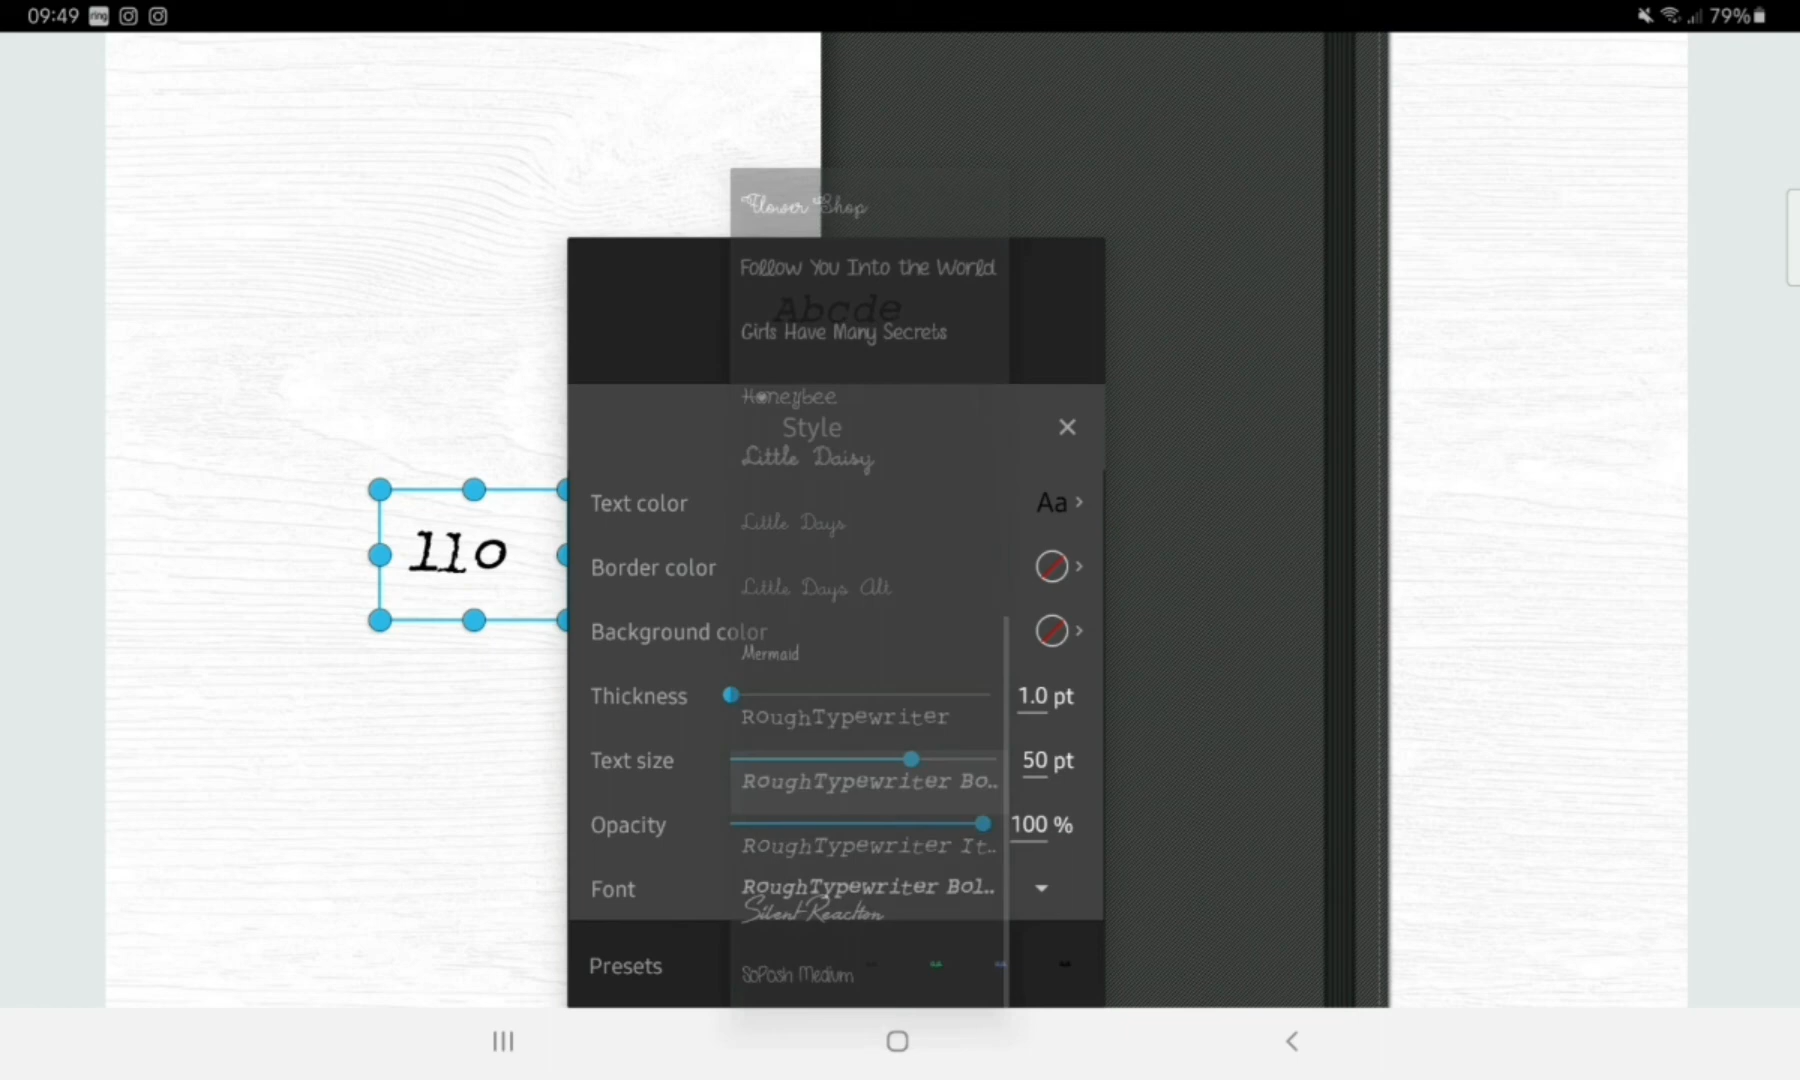 09:49 ring
79%
Flower Shop
Follow You Into the World
Abcde
Girls Have Many Secrets
Honeybee
Style
Little Daisy
Text color Aa
Little Days
110
Border color
Little Days Alt
Background color
Mermaid
Thickness 1.0 pt
RoughTypewriter
Text size 50 pt
RoughTypewriter Bo..
Opacity 100 %
RoughTypewriter It..
Font RoughTypewriter Bol..
Silent Reaction
Presets
SoPosh Medium